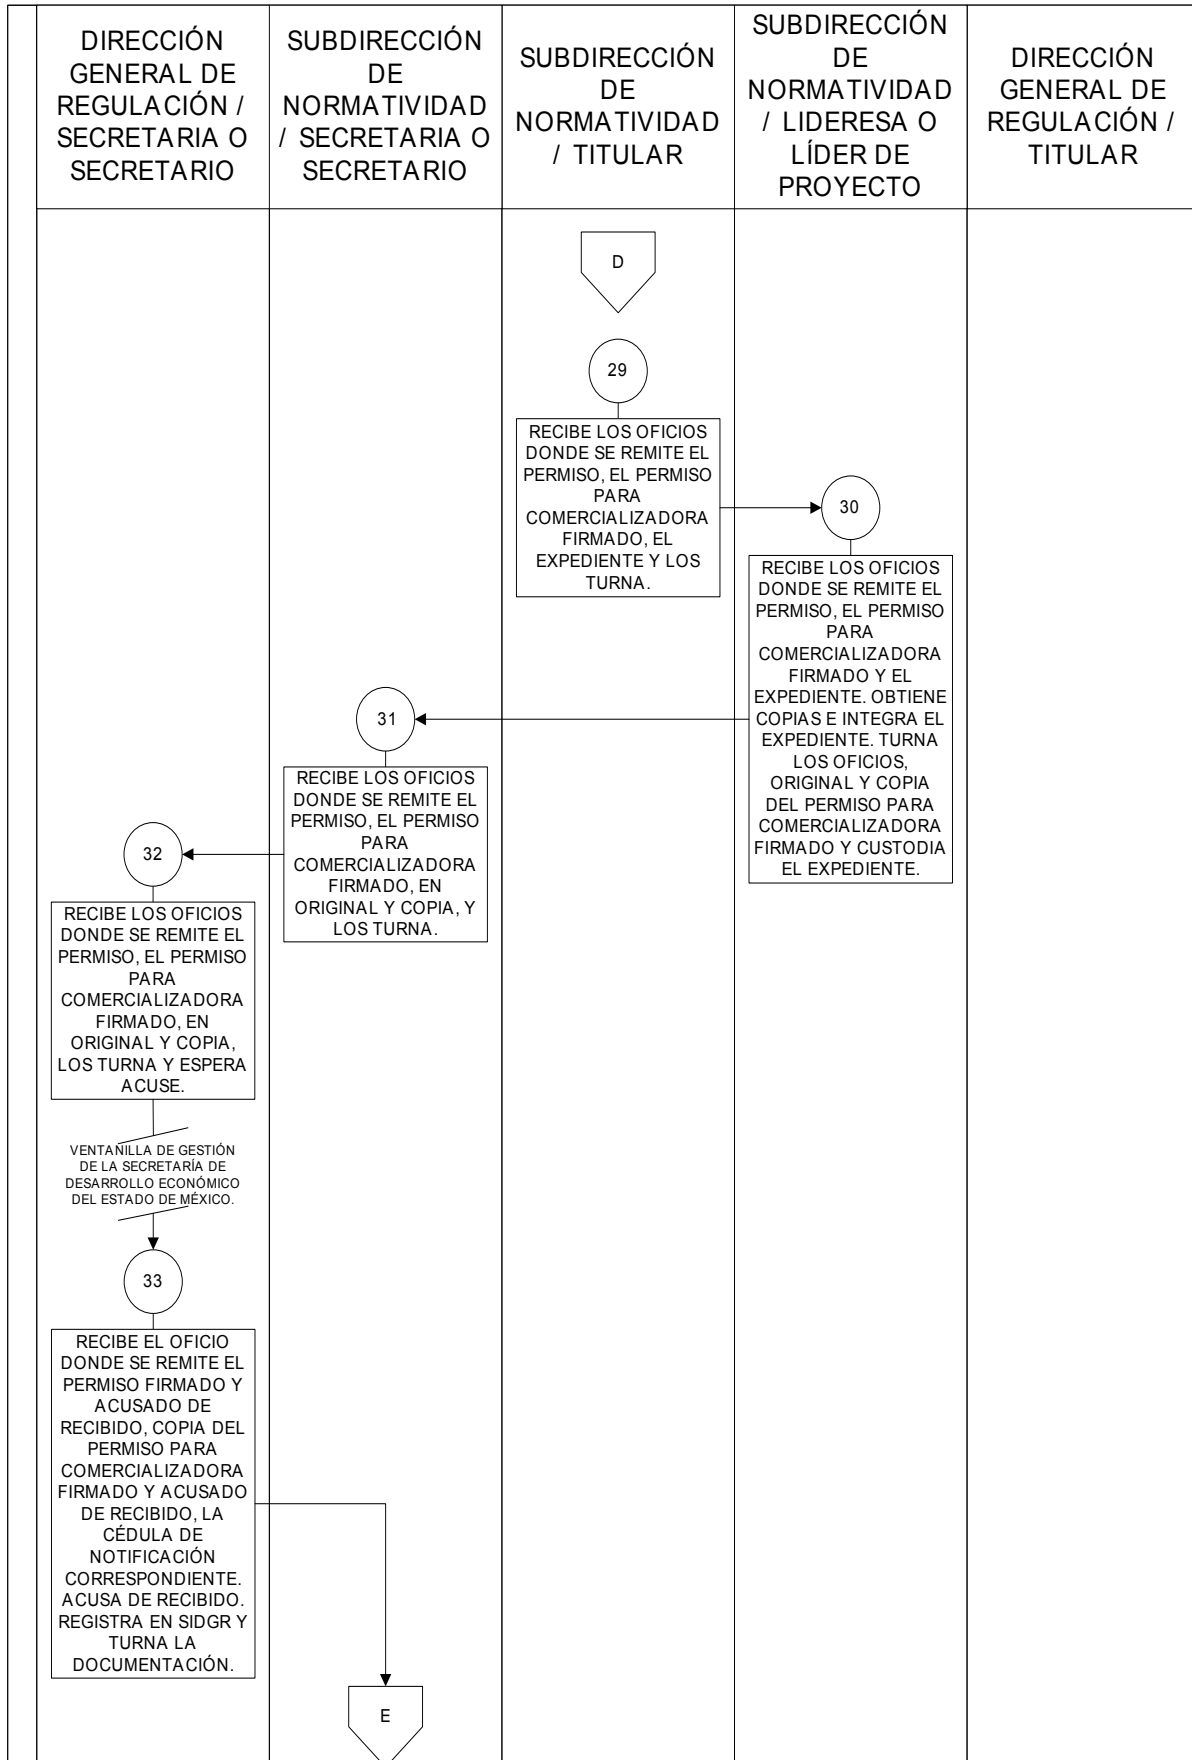 DIRECCIÓN
GENERAL DE
REGULACIÓN /
SECRETARIA O
SECRETARIO
SUBDIRECCIÓN
DE
NORMATIVIDAD
/ SECRETARIA O
SECRETARIO
SUBDIRECCIÓN
DE
NORMATIVIDAD
/ TITULAR
SUBDIRECCIÓN
DE
NORMATIVIDAD
/ LIDERESA O
LÍDER DE
PROYECTO
DIRECCIÓN
GENERAL DE
REGULACIÓN /
TITULAR
D
29
RECIBE LOS OFICIOS
DONDE SE REMITE EL
PERMISO, EL PERMISO
PARA
COMERCIALIZADORA
FIRMADO, EL
EXPEDIENTE Y LOS
TURNA.
30
RECIBE LOS OFICIOS
DONDE SE REMITE EL
PERMISO, EL PERMISO
PARA
COMERCIALIZADORA
FIRMADO Y EL
EXPEDIENTE. OBTIENE
COPIAS E INTEGRA EL
EXPEDIENTE. TURNA
LOS OFICIOS,
ORIGINAL Y COPIA
DEL PERMISO PARA
COMERCIALIZADORA
FIRMADO Y CUSTODIA
EL EXPEDIENTE.
31
RECIBE LOS OFICIOS
DONDE SE REMITE EL
PERMISO, EL PERMISO
PARA
COMERCIALIZADORA
FIRMADO, EN
ORIGINAL Y COPIA, Y
LOS TURNA.
32
RECIBE LOS OFICIOS
DONDE SE REMITE EL
PERMISO, EL PERMISO
PARA
COMERCIALIZADORA
FIRMADO, EN
ORIGINAL Y COPIA,
LOS TURNA Y ESPERA
ACUSE.
VENTANILLA DE GESTIÓN
DE LA SECRETARÍA DE
DESARROLLO ECONÓMICO
DEL ESTADO DE MÉXICO.
33
RECIBE EL OFICIO
DONDE SE REMITE EL
PERMISO FIRMADO Y
ACUSADO DE
RECIBIDO, COPIA DEL
PERMISO PARA
COMERCIALIZADORA
FIRMADO Y ACUSADO
DE RECIBIDO, LA
CÉDULA DE
NOTIFICACIÓN
CORRESPONDIENTE.
ACUSA DE RECIBIDO.
REGISTRA EN SIDGR Y
TURNA LA
DOCUMENTACIÓN.
E